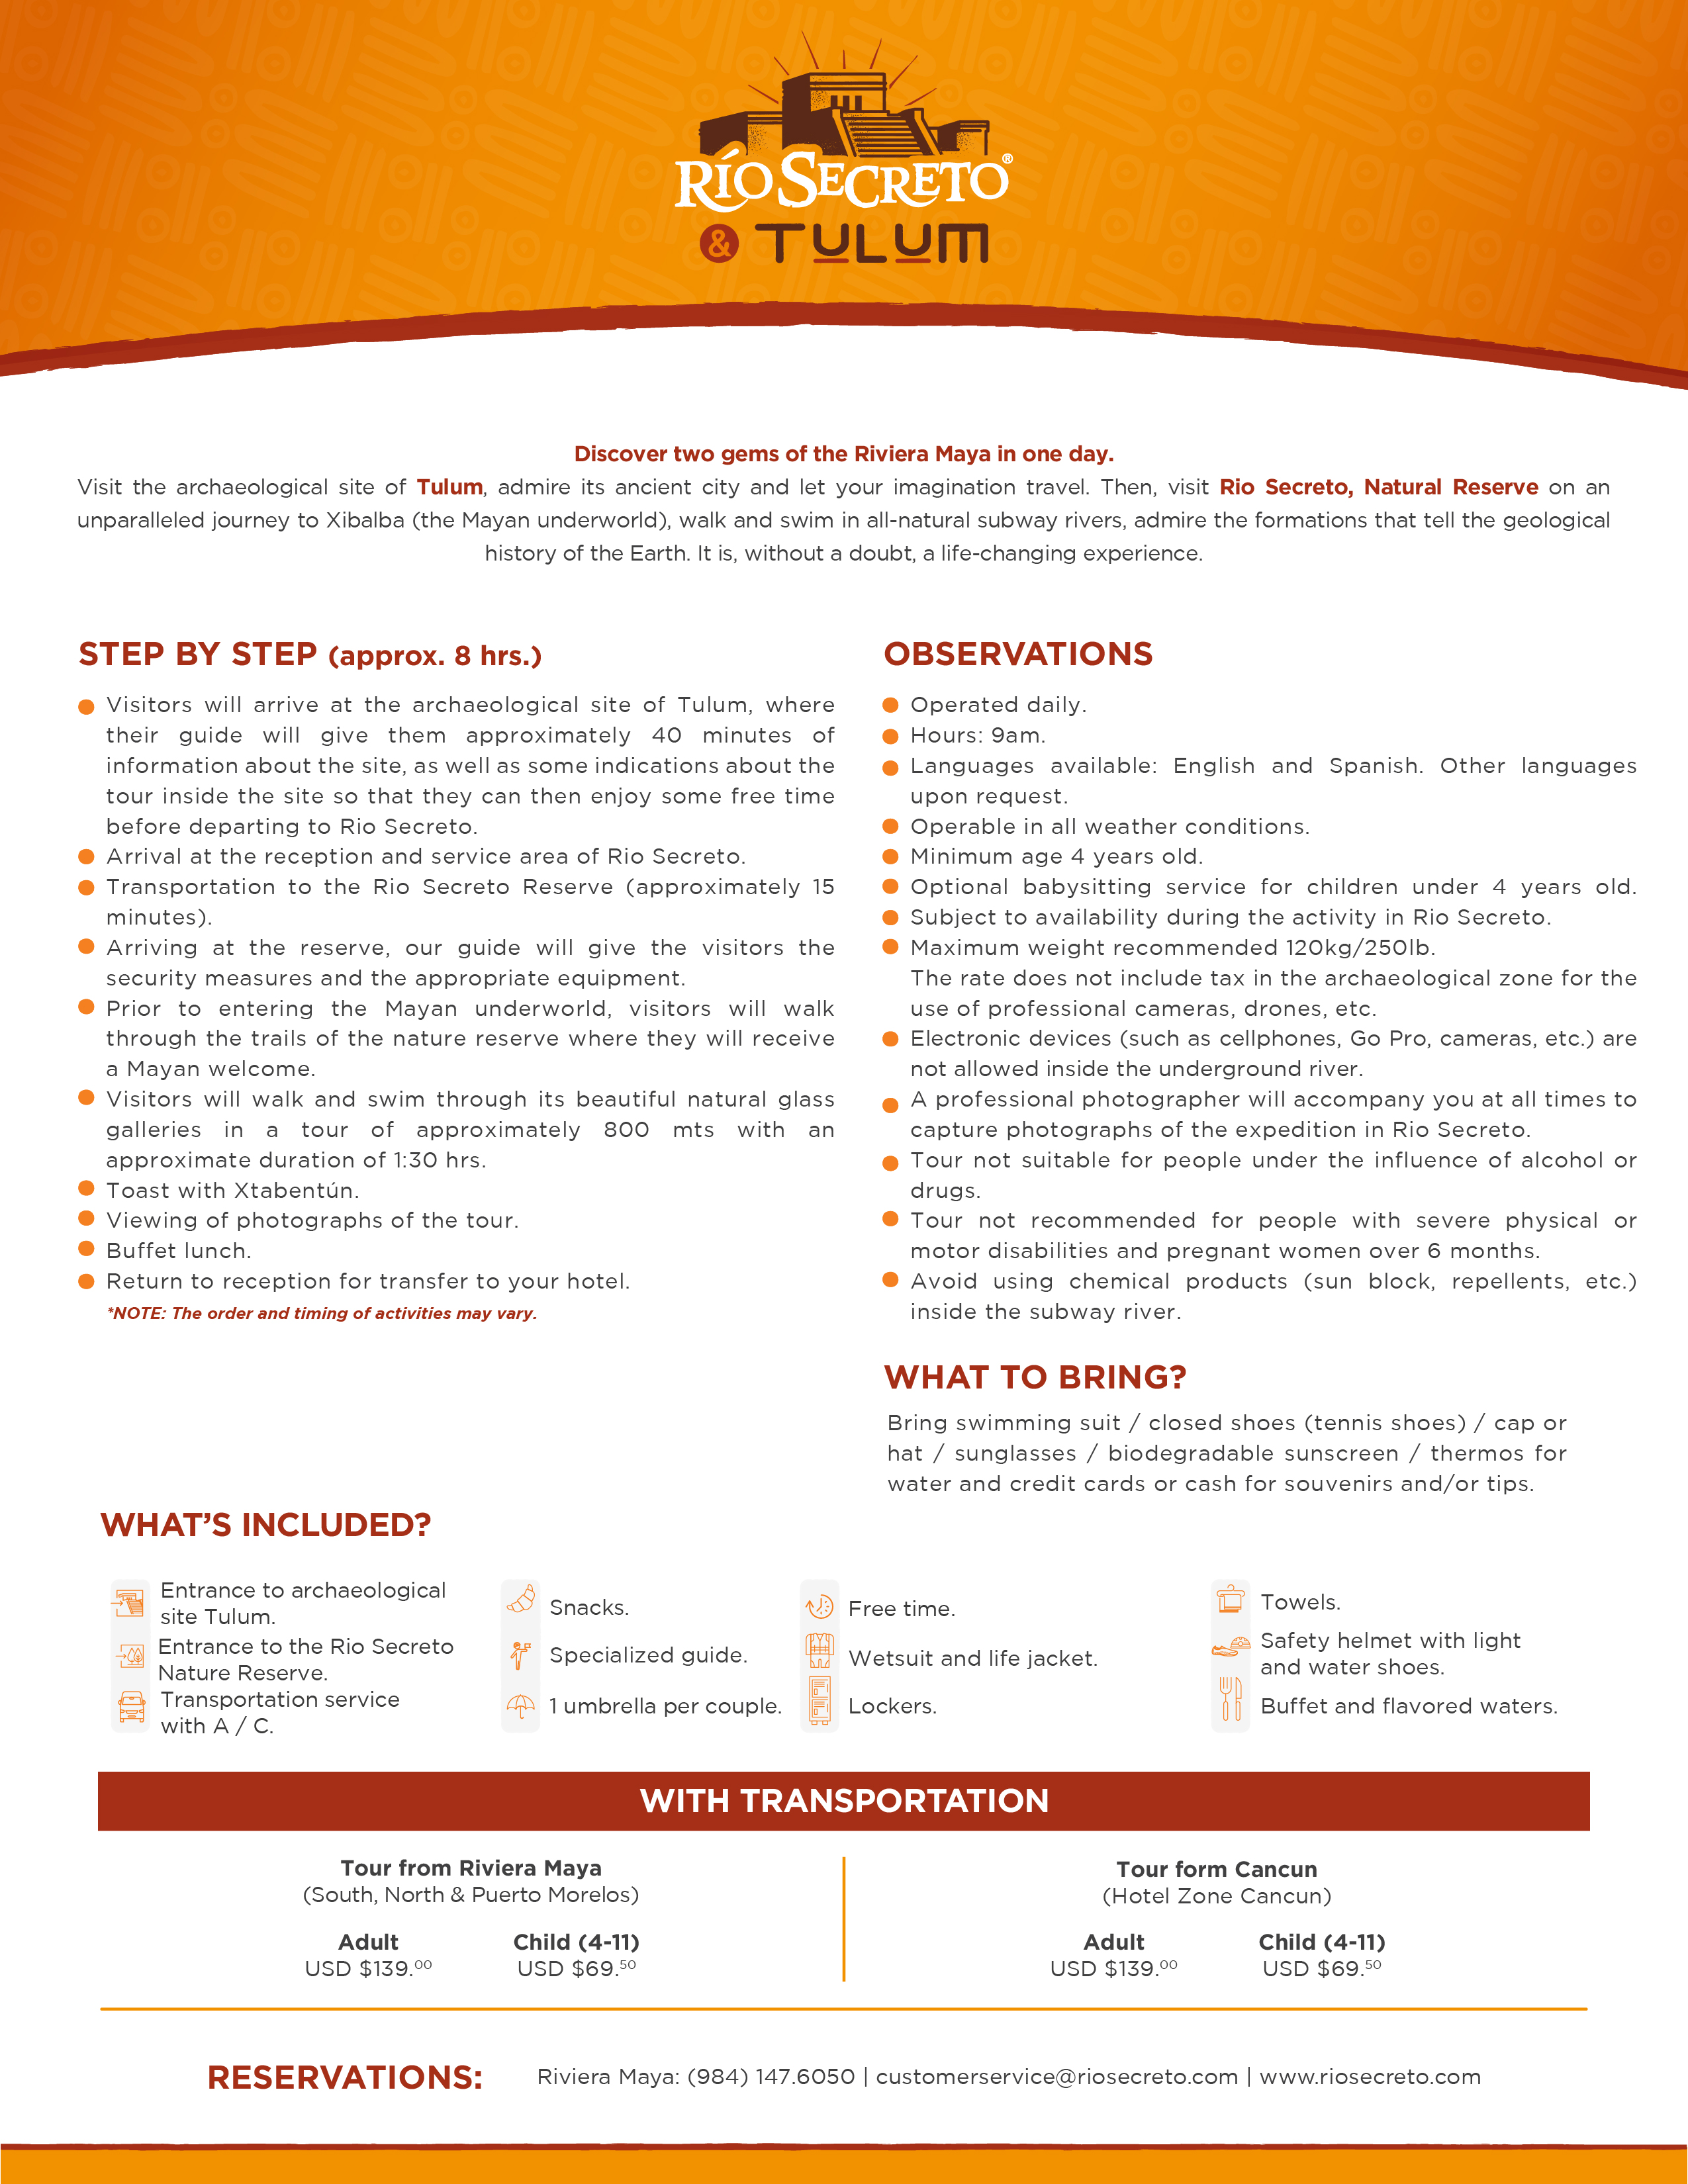 RÍO SECRETO®
& TULUM
Discover two gems of the Riviera Maya in one day.
Visit the archaeological site of Tulum, admire its ancient city and let your imagination travel. Then, visit Rio Secreto, Natural Reserve on an
unparalleled journey to Xibalba (the Mayan underworld), walk and swim in all-natural subway rivers, admire the formations that tell the geological
history of the Earth. It is, without a doubt, a life-changing experience.
STEP BY STEP (approx. 8 hrs.)
Visitors will arrive at the archaeological site of Tulum, where
their guide will give them approximately 40 minutes of
information about the site, as well as some indications about the
tour inside the site so that they can then enjoy some free time
before departing to Rio Secreto.
Arrival at the reception and service area of Rio Secreto.
Transportation to the Rio Secreto Reserve (approximately 15
minutes).
Arriving at the reserve, our guide will give the visitors the
security measures and the appropriate equipment.
Prior to entering the Mayan underworld, visitors will walk
through the trails of the nature reserve where they will receive
a Mayan welcome.
Visitors will walk and swim through its beautiful natural glass
galleries in a tour of approximately 800 mts with an
approximate duration of 1:30 hrs.
Toast with Xtabentún.
Viewing of photographs of the tour.
Buffet lunch.
Return to reception for transfer to your hotel.
*NOTE: The order and timing of activities may vary.
OBSERVATIONS
Operated daily.
Hours: 9am.
Languages available: English and Spanish. Other languages
upon request.
Operable in all weather conditions.
Minimum age 4 years old.
Optional babysitting service for children under 4 years old.
Subject to availability during the activity in Rio Secreto.
Maximum weight recommended 120kg/250lb.
The rate does not include tax in the archaeological zone for the
use of professional cameras, drones, etc.
Electronic devices (such as cellphones, Go Pro, cameras, etc.) are
not allowed inside the underground river.
A professional photographer will accompany you at all times to
capture photographs of the expedition in Rio Secreto.
Tour not suitable for people under the influence of alcohol or
drugs.
Tour not recommended for people with severe physical or
motor disabilities and pregnant women over 6 months.
Avoid using chemical products (sun block, repellents, etc.)
inside the subway river.
WHAT TO BRING?
Bring swimming suit / closed shoes (tennis shoes) / cap or
hat / sunglasses / biodegradable sunscreen / thermos for
water and credit cards or cash for souvenirs and/or tips.
WHAT'S INCLUDED?
Entrance to archaeological
site Tulum.
Entrance to the Rio Secreto
Nature Reserve.
Transportation service
with A / C.
Snacks.
Specialized guide.
1 umbrella per couple.
Free time.
Wetsuit and life jacket.
Lockers.
Towels.
Safety helmet with light
and water shoes.
Buffet and flavored waters.
WITH TRANSPORTATION
Tour from Riviera Maya
(South, North & Puerto Morelos)
Adult Child (4-11)
USD $139.00 USD $69.50
Tour form Cancun
(Hotel Zone Cancun)
Adult Child (4-11)
USD $139.00 USD $69.50
RESERVATIONS: Riviera Maya: (984) 147.6050 | customerservice@riosecreto.com | www.riosecreto.com